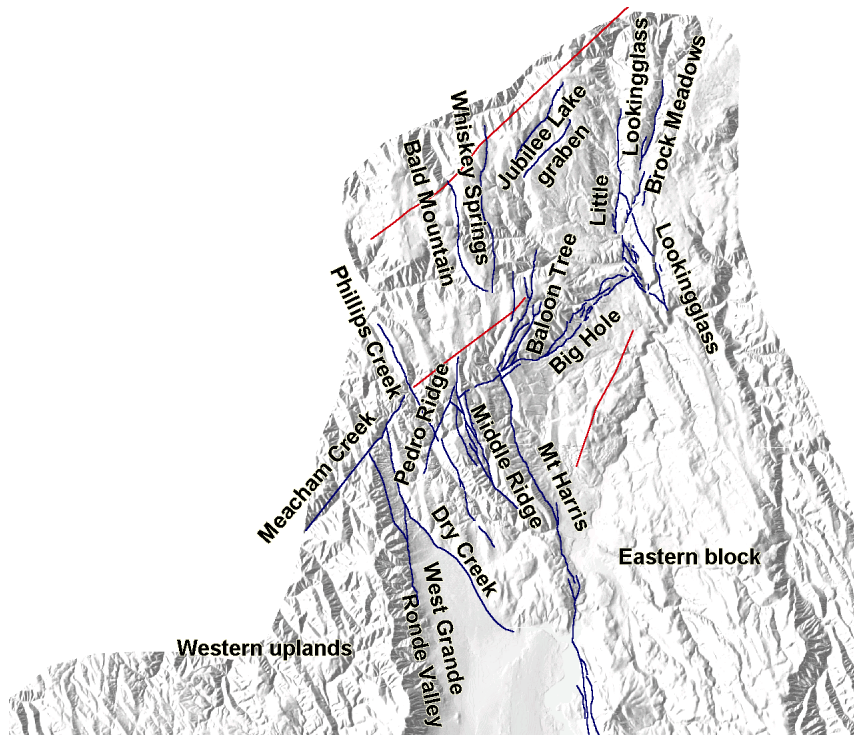 Lookingglass
Brock Meadows
Little
Whiskey Springs
Jubilee Lake
graben
Bald Mountain
Lookingglass
Baloon Tree
Big Hole
Phillips Creek
Pedro Ridge
Middle Ridge
Mt Harris
Meacham Creek
Dry Creek
Eastern block
West Grande
Ronde Valley
Western uplands